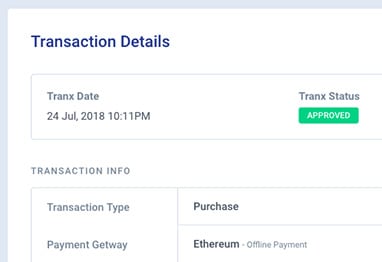 Transaction Details
Tranx Date Tranx Status
24 Jul, 2018 10:11PM APPROVED
TRANSACTION INFO
Transaction Type Purchase
Payment Getway Ethereum - Offline Payment